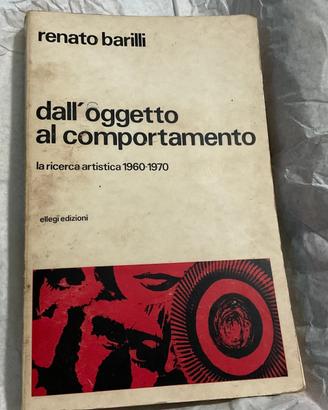 renato barilli
dall'oggetto
al comportamento
la ricerca artistica 1960-1970
ellegi edizioni